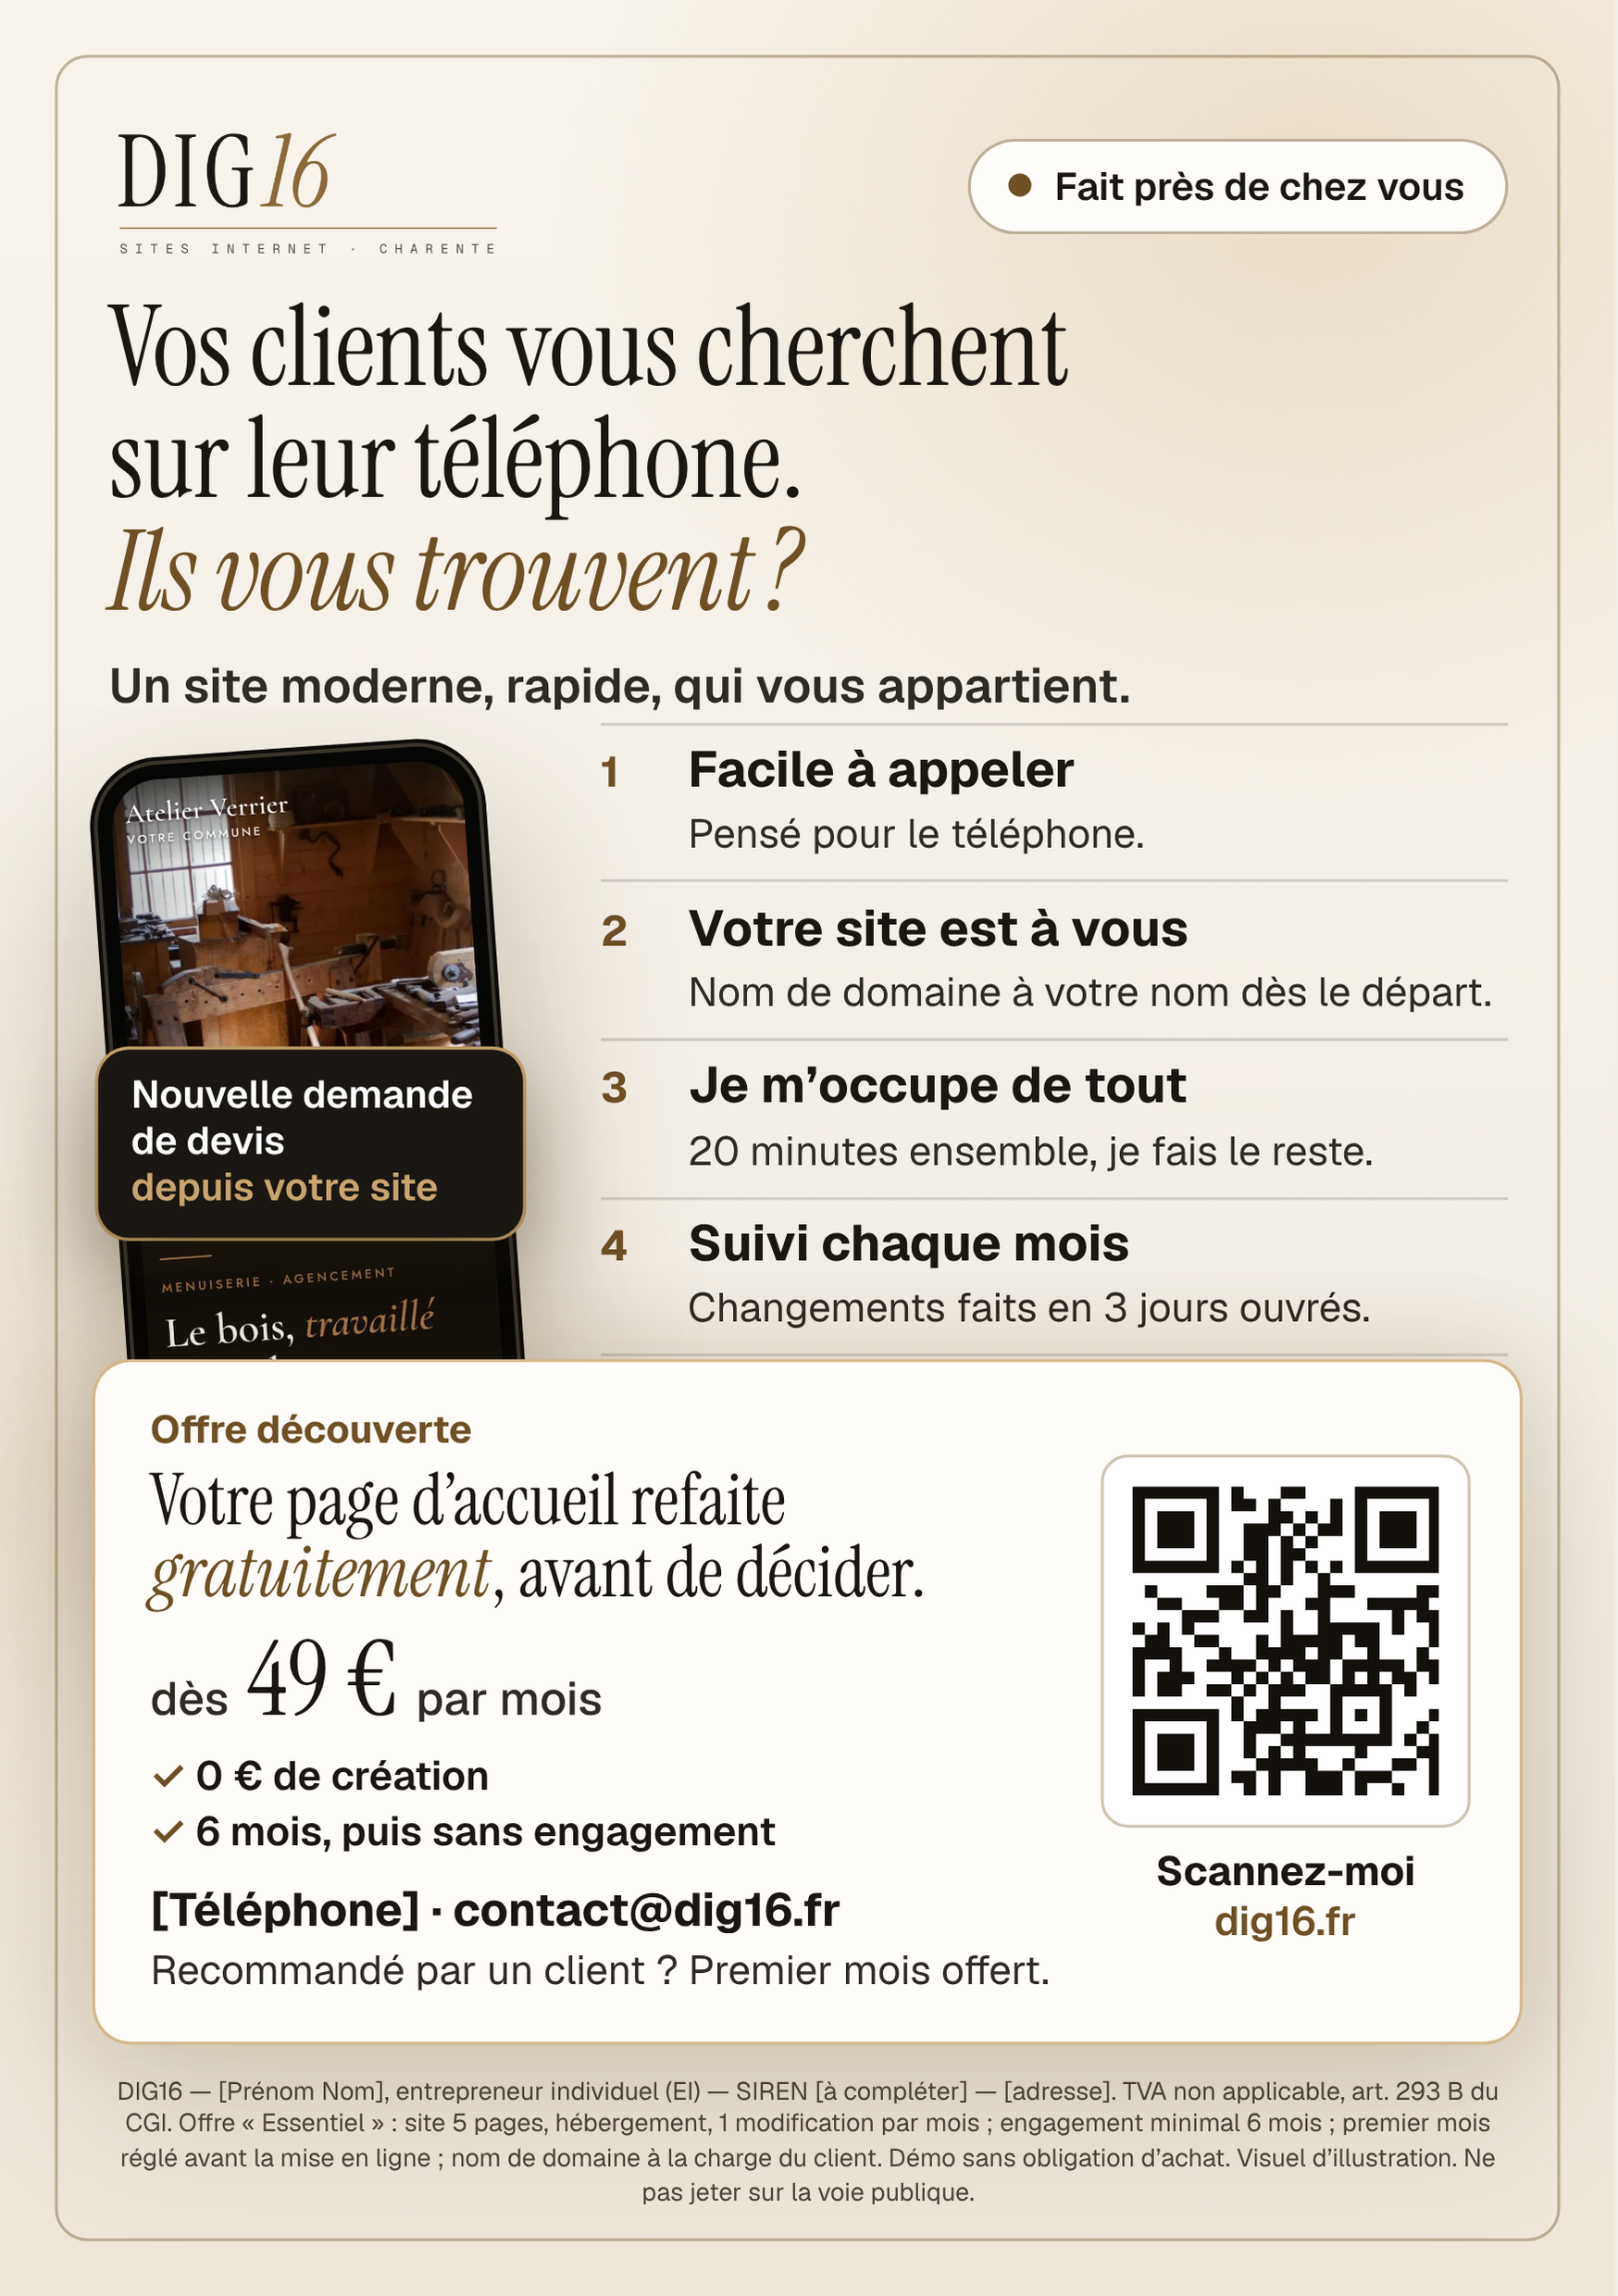 DIG16
SITES INTERNET · CHARENTE
Fait près de chez vous
Vos clients vous cherchent
sur leur téléphone.
Ils vous trouvent ?
Un site moderne, rapide, qui vous appartient.
Atelier Verrier
VOTRE COMMUNE
Nouvelle demande
de devis
depuis votre site
MENUISERIE · AGENCEMENT
Le bois, travaillé
1 Facile à appeler
Pensé pour le téléphone.
2 Votre site est à vous
Nom de domaine à votre nom dès le départ.
3 Je m’occupe de tout
20 minutes ensemble, je fais le reste.
4 Suivi chaque mois
Changements faits en 3 jours ouvrés.
Offre découverte
Votre page d’accueil refaite
gratuitement, avant de décider.
dès 49 € par mois
✓ 0 € de création
✓ 6 mois, puis sans engagement
[Téléphone] · contact@dig16.fr
Recommandé par un client ? Premier mois offert.
Scannez-moi
dig16.fr
DIG16 — [Prénom Nom], entrepreneur individuel (EI) — SIREN [à compléter] — [adresse]. TVA non applicable, art. 293 B du
CGI. Offre « Essentiel » : site 5 pages, hébergement, 1 modification par mois ; engagement minimal 6 mois ; premier mois
réglé avant la mise en ligne ; nom de domaine à la charge du client. Démo sans obligation d’achat. Visuel d’illustration. Ne
pas jeter sur la voie publique.